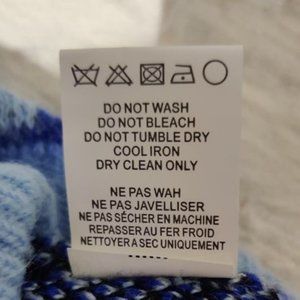 DO NOT WASH
DO NOT BLEACH
DO NOT TUMBLE DRY
COOL IRON
DRY CLEAN ONLY
NE PAS WAH
NE PAS JAVELLISER
NE PAS SÉCHER EN MACHINE
REPASSER AU FER FROID
NETTOYER A SEC UNIQUEMENT